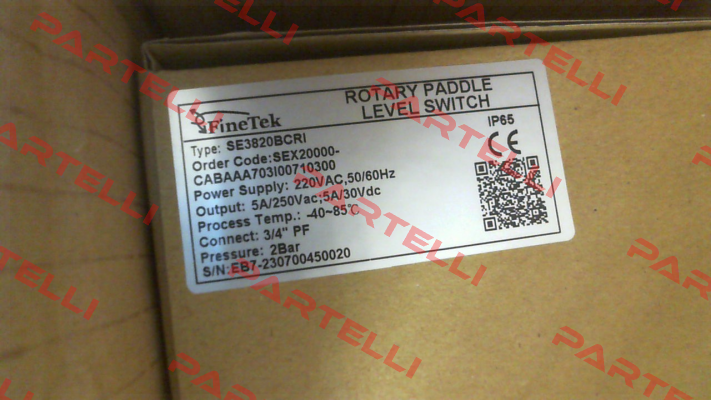 FineTek
ROTARY PADDLE
LEVEL SWITCH
IP65
CE
Type: SE3820BCRI
Order Code:SEX20000-
CABAAA703I00710300
Power Supply: 220VAC,50/60Hz
Output: 5A/250Vac;5A/30Vdc
Process Temp.: -40~85℃
Connect: 3/4" PF
Pressure: 2Bar
S/N:EB7-230700450020
PARTELLI
PARTELLI
PARTELLI
PARTELLI
PARTELLI
PARTELLI
PARTELLI